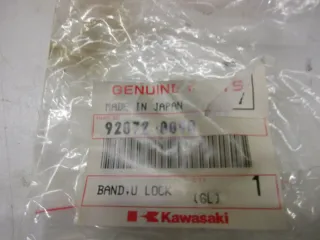 GENUINE
MADE IN JAPAN
BAND,U LOCK 1
(GL)
Kawasaki